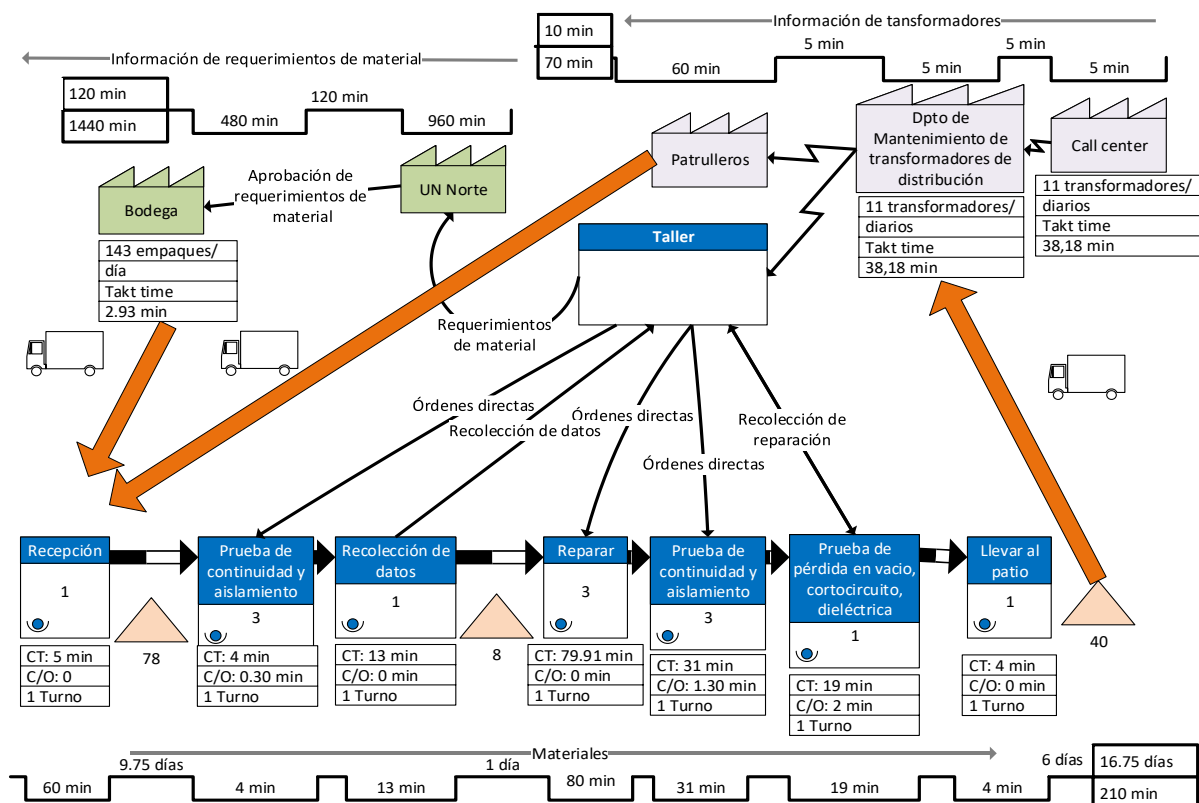 Información de tansformadores
10 min
70 min
60 min
5 min
5 min
5 min
5 min
Información de requerimientos de material
120 min
1440 min
480 min
120 min
960 min
Bodega
143 empaques/
día
Takt time
2.93 min
Aprobación de
requerimientos de
material
UN Norte
Patrulleros
Dpto de
Mantenimiento de
transformadores de
distribución
11 transformadores/
diarios
Takt time
38,18 min
Call center
11 transformadores/
diarios
Takt time
38,18 min
Taller
Requerimientos
de material
Órdenes directas
Recolección de datos
Órdenes directas
Órdenes directas
Recolección de
reparación
Recepción
1
CT: 5 min
C/O: 0
1 Turno
78
Prueba de
continuidad y
aislamiento
3
CT: 4 min
C/O: 0.30 min
1 Turno
Recolección de
datos
1
CT: 13 min
C/O: 0 min
1 Turno
8
Reparar
3
CT: 79.91 min
C/O: 0 min
1 Turno
Prueba de
continuidad y
aislamiento
3
CT: 31 min
C/O: 1.30 min
1 Turno
Prueba de
pérdida en vacio,
cortocircuito,
dieléctrica
1
CT: 19 min
C/O: 2 min
1 Turno
Llevar al
patio
1
CT: 4 min
C/O: 0 min
1 Turno
40
Materiales
60 min
9.75 días
4 min
13 min
1 día
80 min
31 min
19 min
4 min
6 días
16.75 días
210 min